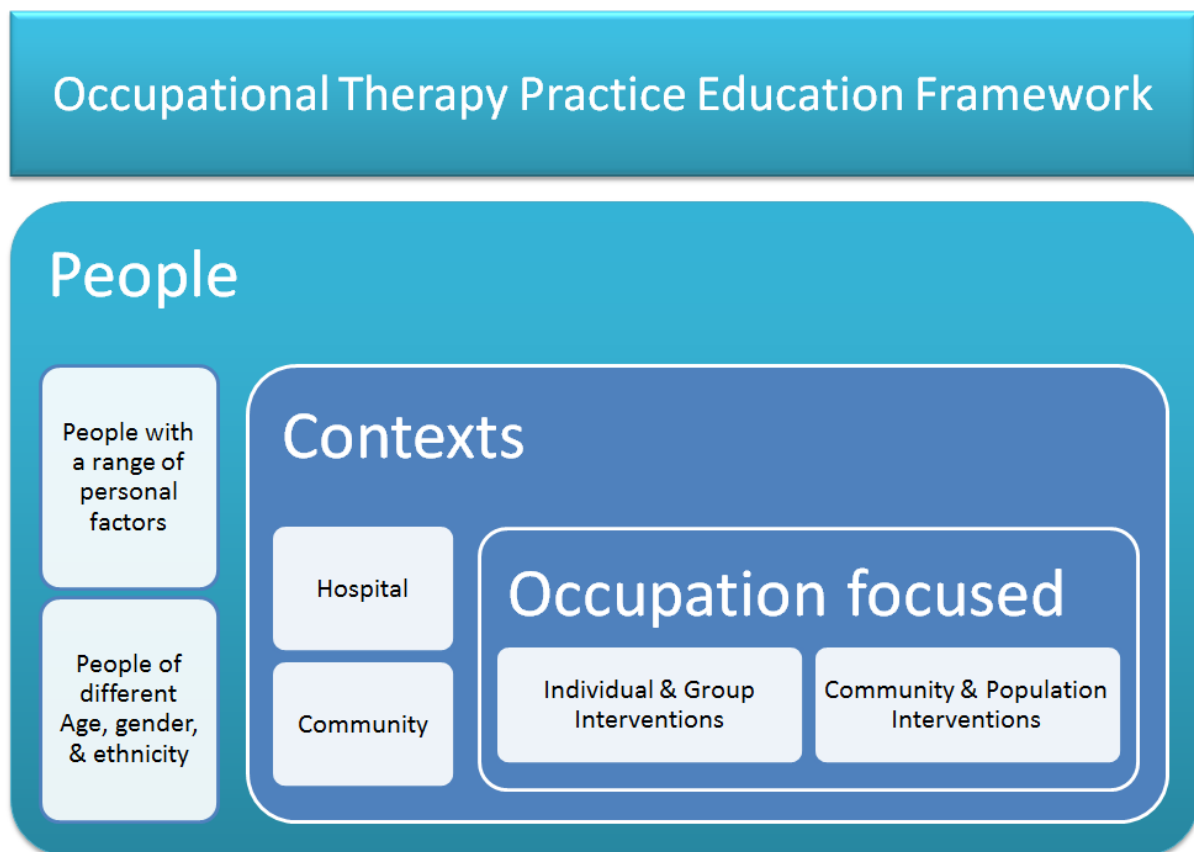 Occupational Therapy Practice Education Framework
People
People with
a range of
personal
factors
People of
different
Age, gender,
& ethnicity
Contexts
Hospital
Community
Occupation focused
Individual & Group
Interventions
Community & Population
Interventions